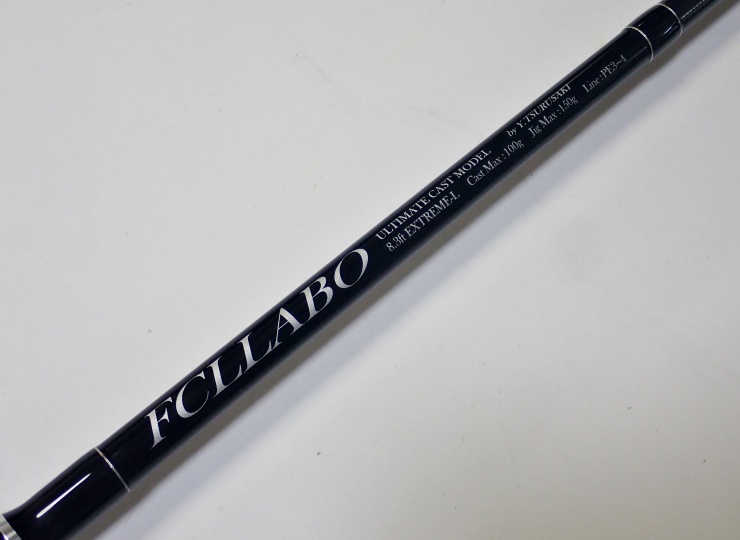 FCLLABO
ULTIMATE CAST MODEL by Y.TSURUSAKI
8.3ft EXTREME-L Cast Max : 100g Jig Max : 150g Line : PE3~4